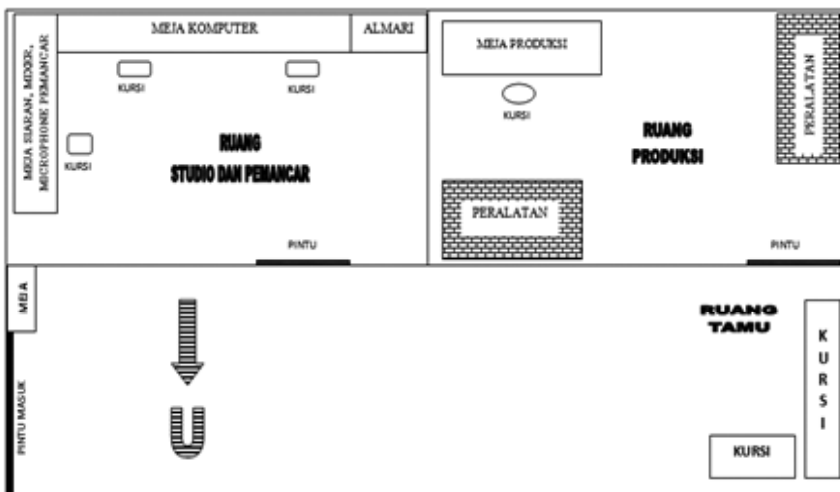 MEJA KOMPUTER
ALMARI
MEJA SIARAN, MIXER,
MICROPHONE PEMANCAR
KURSI
KURSI
KURSI
RUANG
STUDIO DAN PEMANCAR
PINTU
MEJA PRODUKSI
KURSI
PERALATAN
RUANG
PRODUKSI
PERALATAN
PINTU
MEJA
PINTU MASUK
U
RUANG
TAMU
KURSI
KURSI